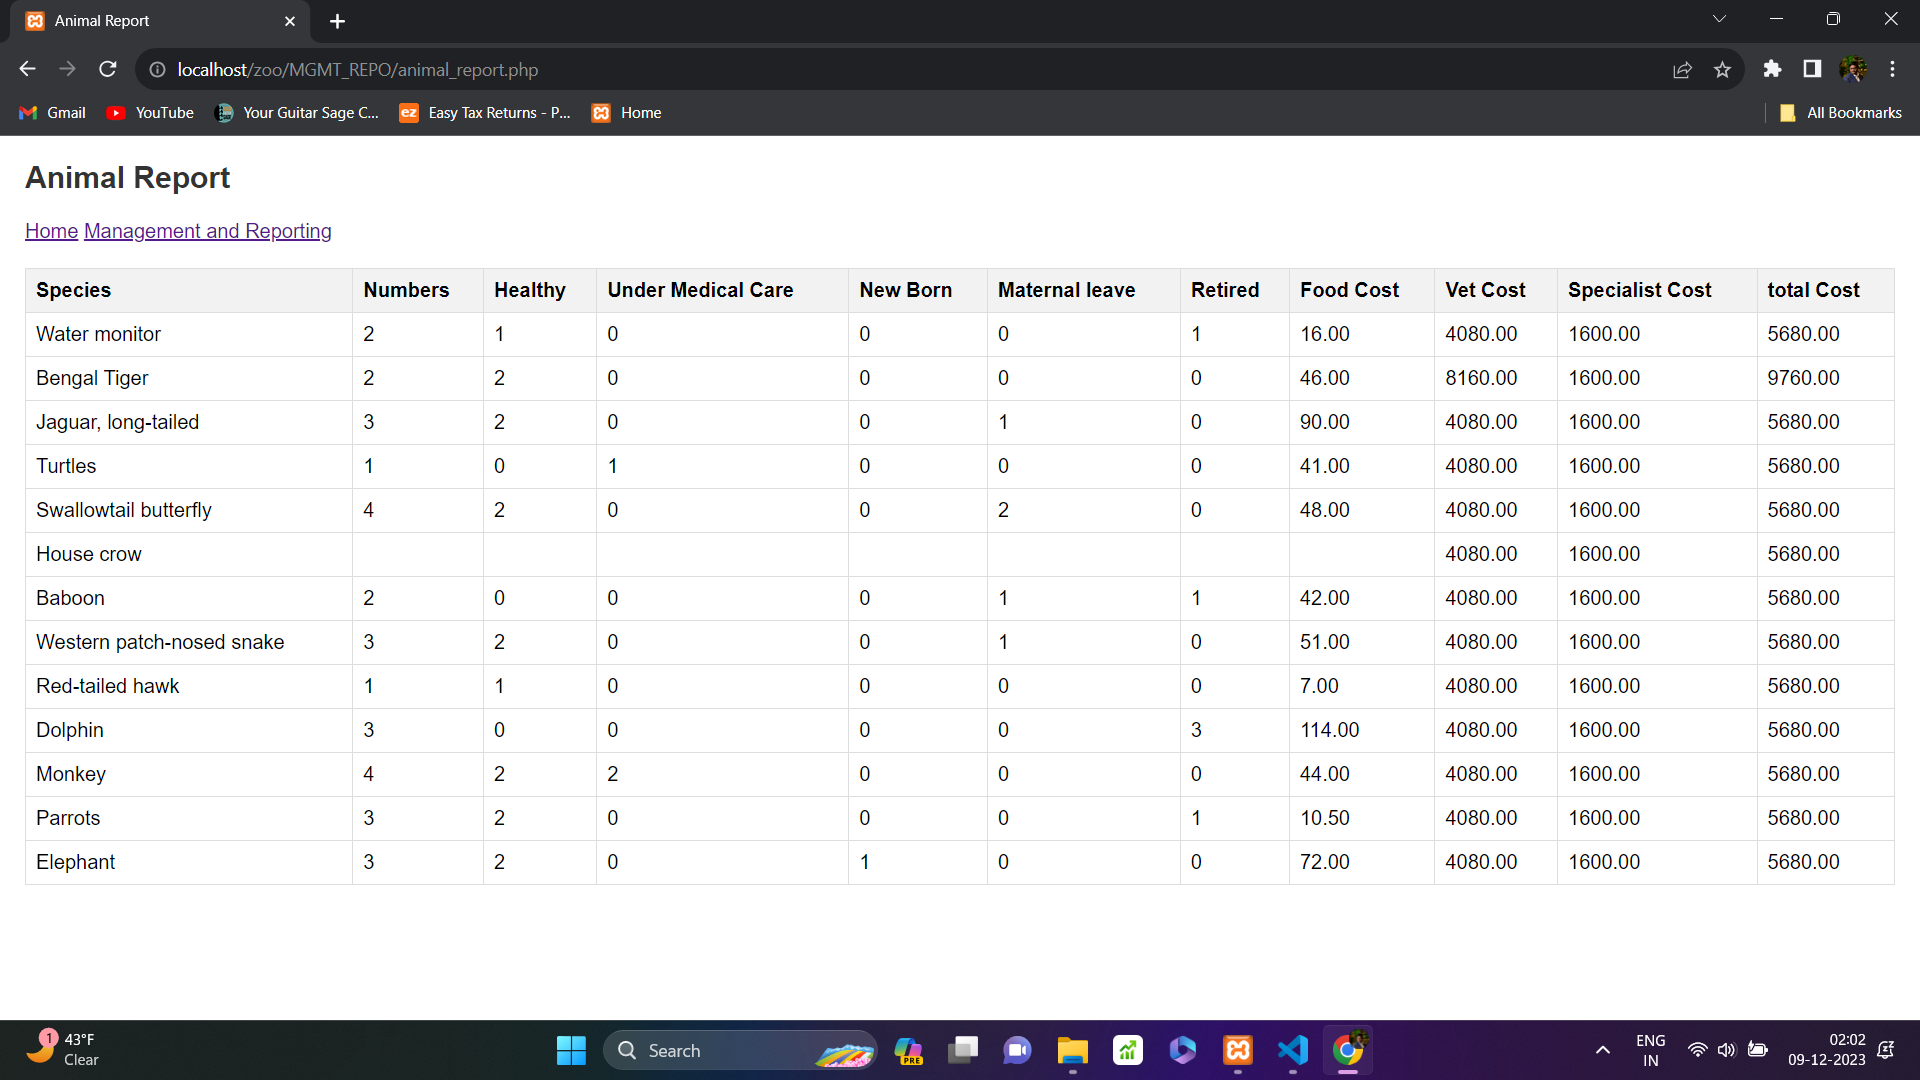 Animal Report
localhost/zoo/MGMT_REPO/animal_report.php
Gmail YouTube Your Guitar Sage C... ez Easy Tax Returns - P... Home All Bookmarks
Animal Report
Home Management and Reporting
Species Numbers Healthy Under Medical Care New Born Maternal leave Retired Food Cost Vet Cost Specialist Cost total Cost
Water monitor 2 1 0 0 0 1 16.00 4080.00 1600.00 5680.00
Bengal Tiger 2 2 0 0 0 0 46.00 8160.00 1600.00 9760.00
Jaguar, long-tailed 3 2 0 0 1 0 90.00 4080.00 1600.00 5680.00
Turtles 1 0 1 0 0 0 41.00 4080.00 1600.00 5680.00
Swallowtail butterfly 4 2 0 0 2 0 48.00 4080.00 1600.00 5680.00
House crow 4080.00 1600.00 5680.00
Baboon 2 0 0 0 1 1 42.00 4080.00 1600.00 5680.00
Western patch-nosed snake 3 2 0 0 1 0 51.00 4080.00 1600.00 5680.00
Red-tailed hawk 1 1 0 0 0 0 7.00 4080.00 1600.00 5680.00
Dolphin 3 0 0 0 0 3 114.00 4080.00 1600.00 5680.00
Monkey 4 2 2 0 0 0 44.00 4080.00 1600.00 5680.00
Parrots 3 2 0 0 0 1 10.50 4080.00 1600.00 5680.00
Elephant 3 2 0 1 0 0 72.00 4080.00 1600.00 5680.00
1 43°F
Clear
Search
PRE
ENG
IN
02:02
09-12-2023